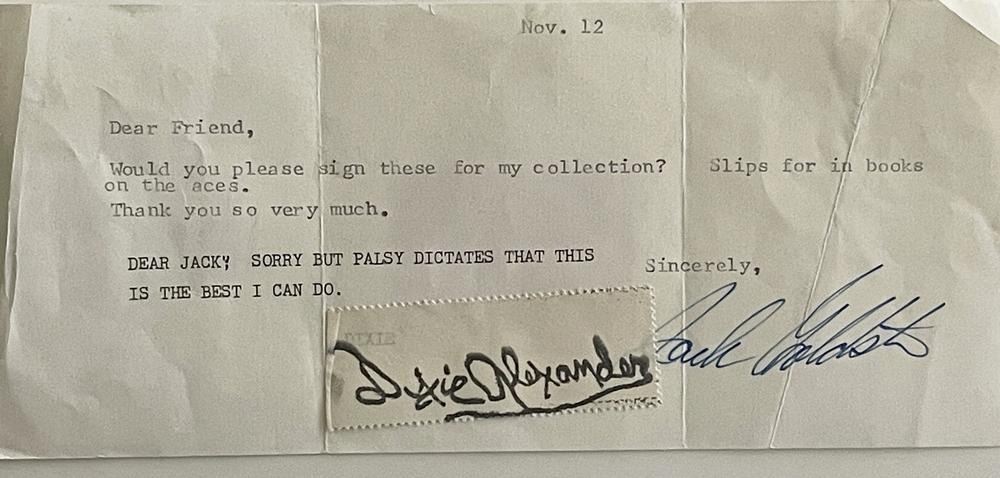 Nov. 12
Dear Friend,
Would you please sign these for my collection? Slips for in books
on the aces.
Thank you so very much.
DEAR JACK; SORRY BUT PALSY DICTATES THAT THIS
IS THE BEST I CAN DO.
Sincerely,
DIXIE
Dixie Alexander
Jack